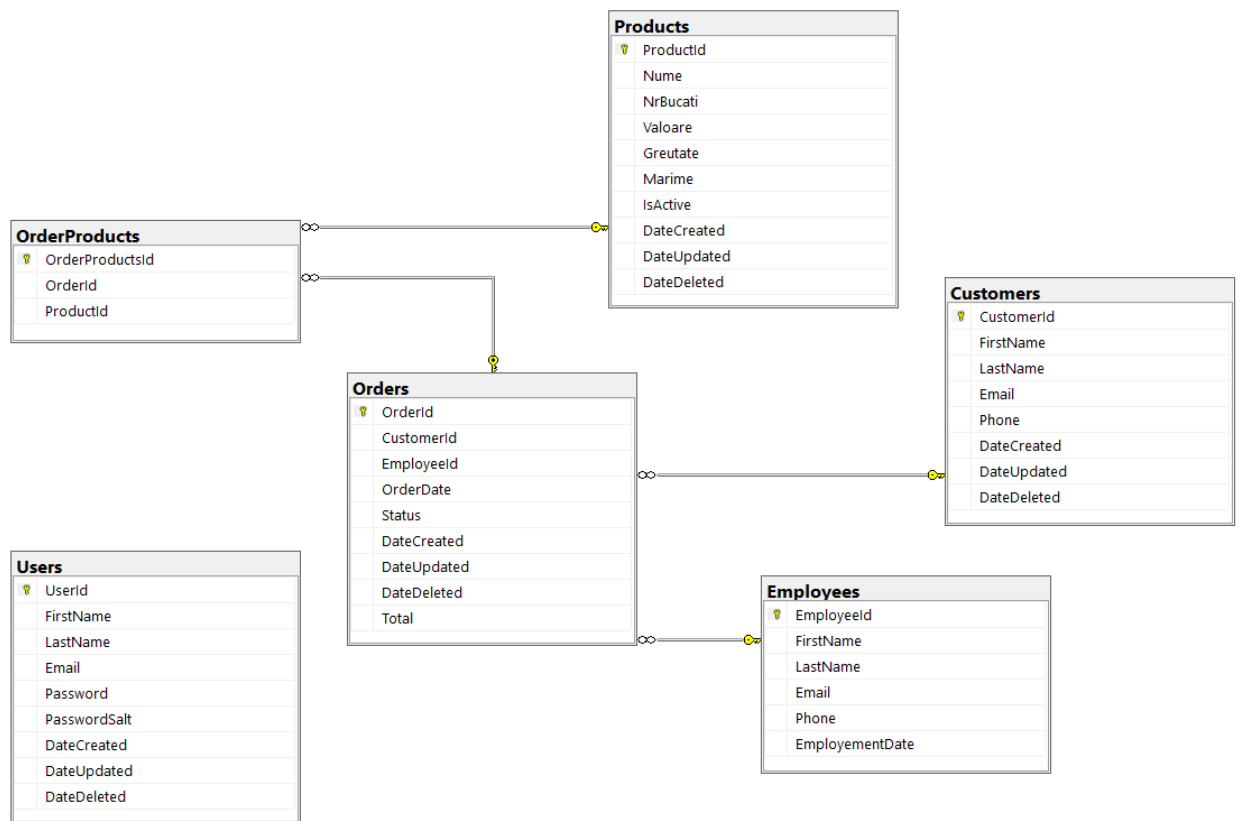 Products
ProductId
Nume
NrBucati
Valoare
Greutate
Marime
IsActive
DateCreated
DateUpdated
DateDeleted
OrderProducts
OrderProductsId
OrderId
ProductId
Customers
CustomerId
FirstName
LastName
Email
Phone
DateCreated
DateUpdated
DateDeleted
Orders
OrderId
CustomerId
EmployeeId
OrderDate
Status
DateCreated
DateUpdated
DateDeleted
Total
Users
UserId
FirstName
LastName
Email
Password
PasswordSalt
DateCreated
DateUpdated
DateDeleted
Employees
EmployeeId
FirstName
LastName
Email
Phone
EmployementDate